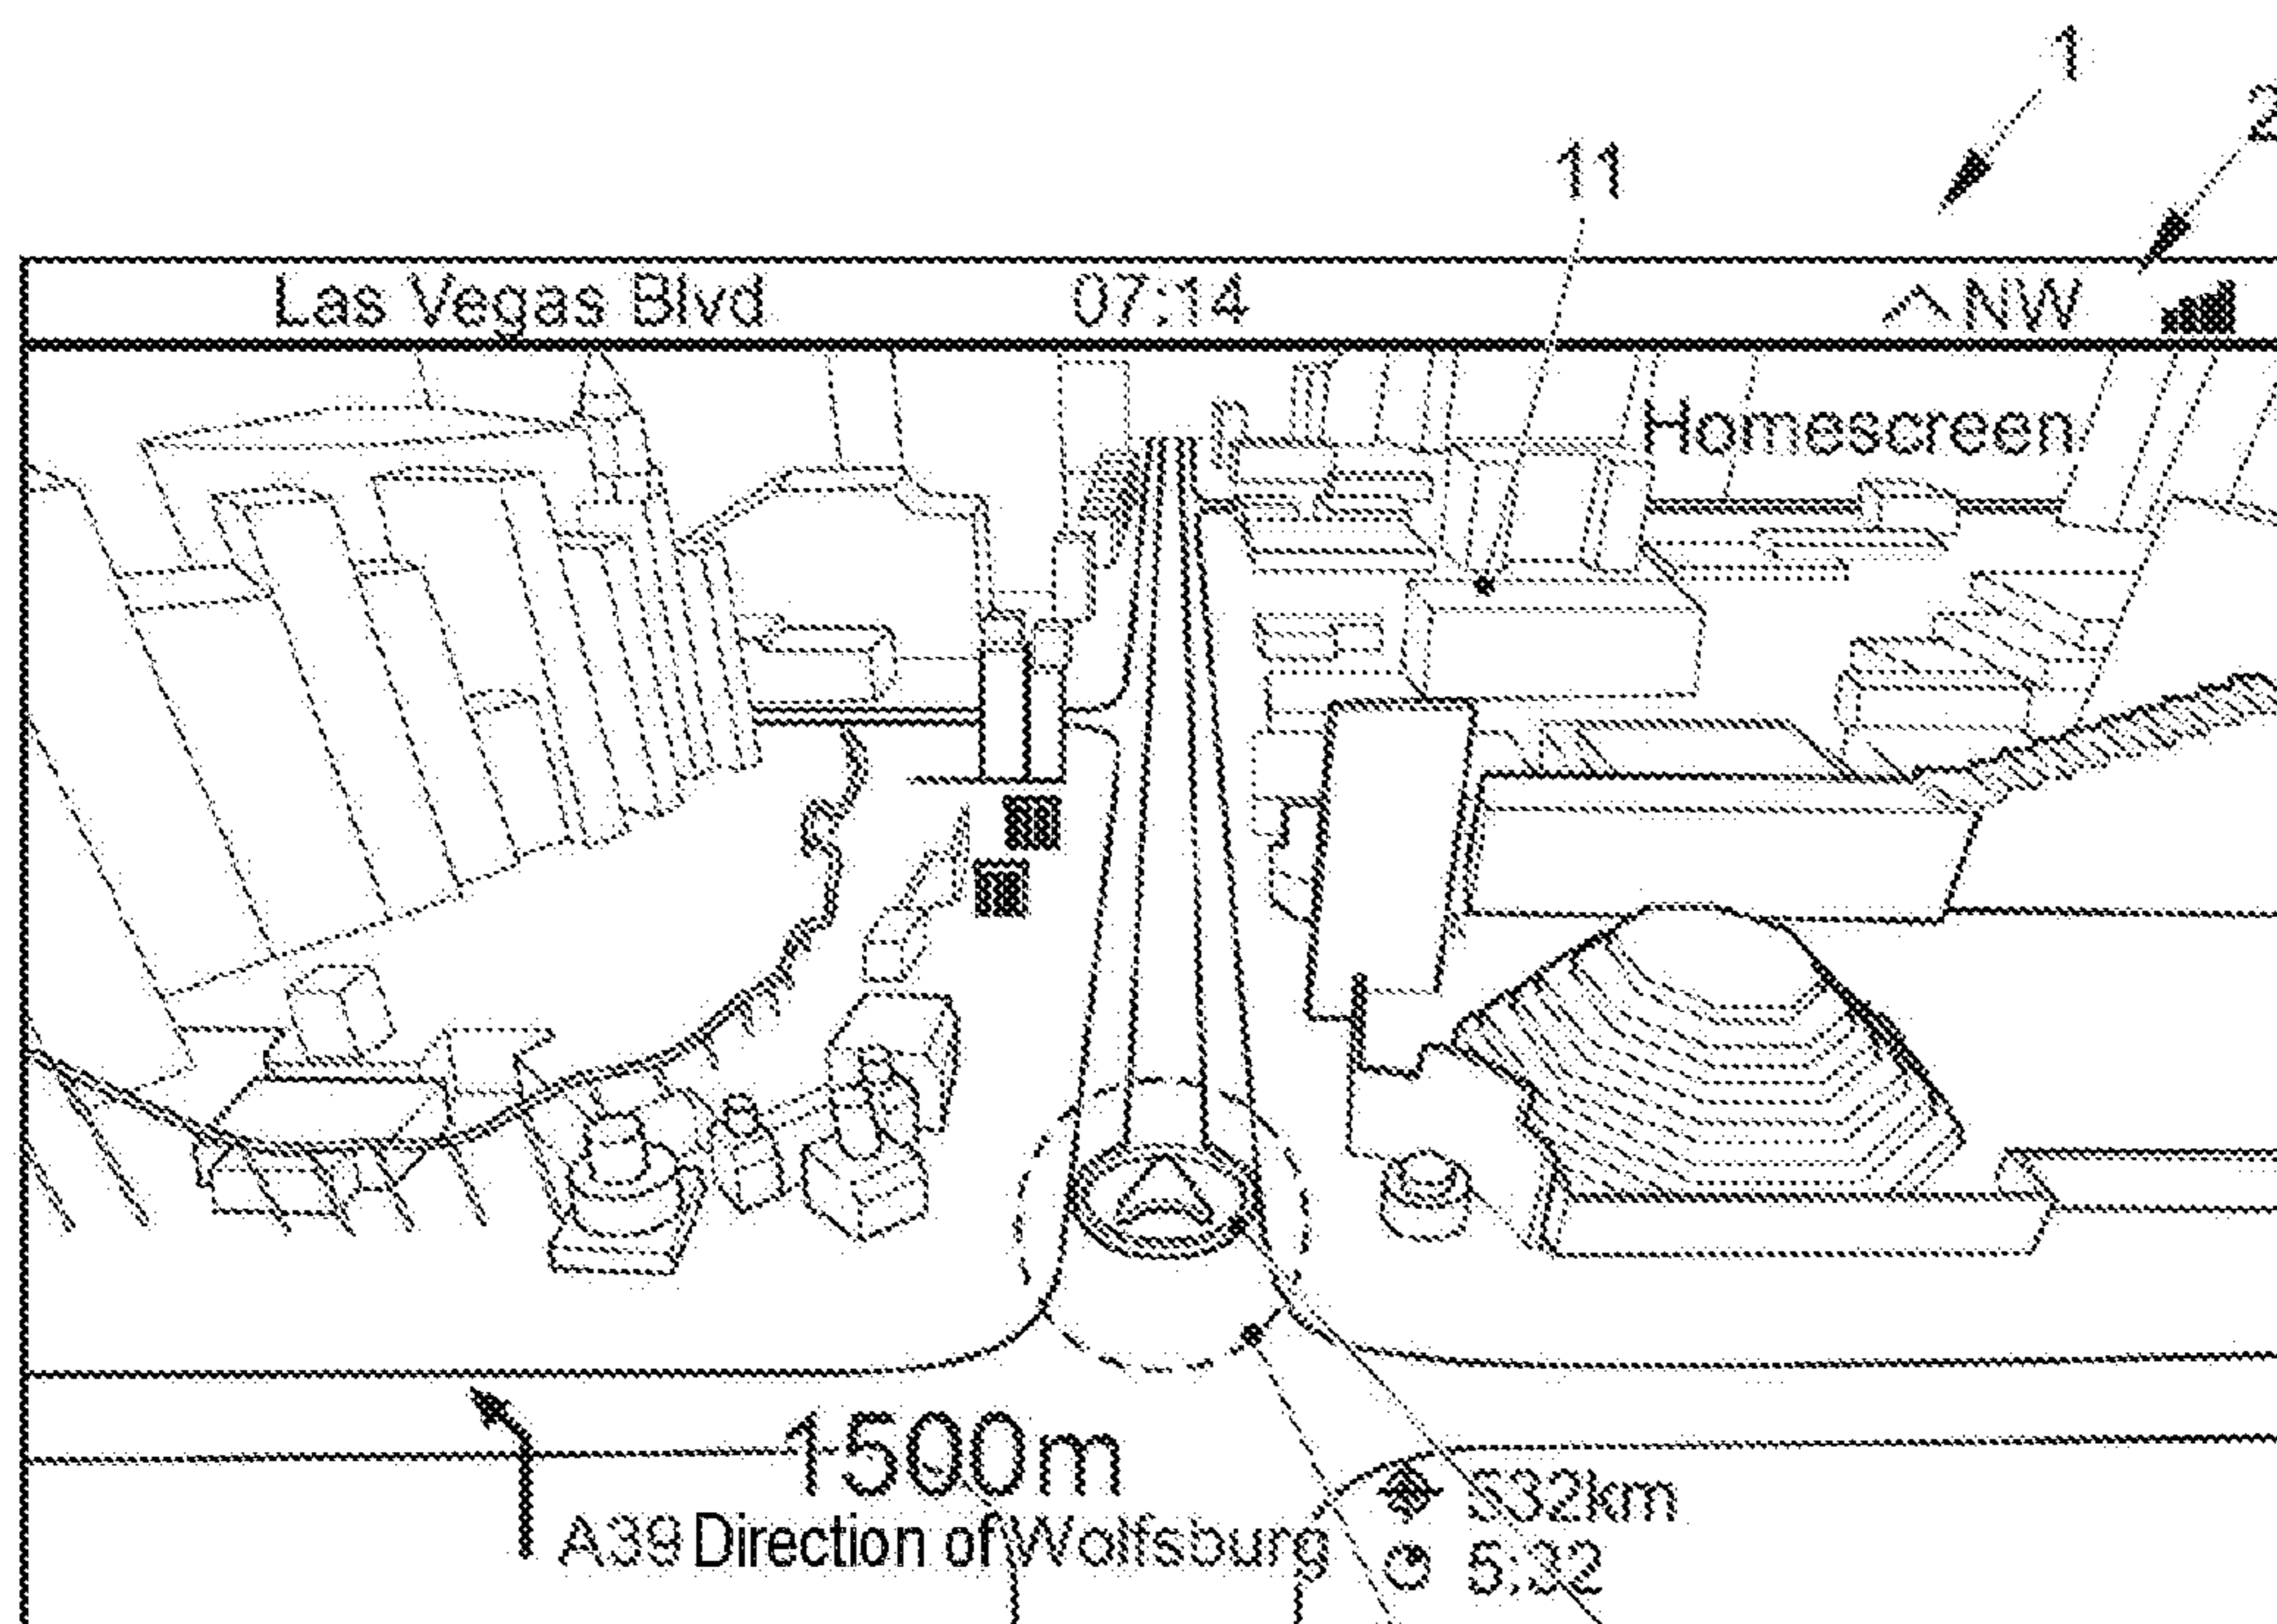 1
2
11
Las Vegas Blvd 07:14 NW
Homescreen
1500m
A39 Direction of Wolfsburg
532km
5:32